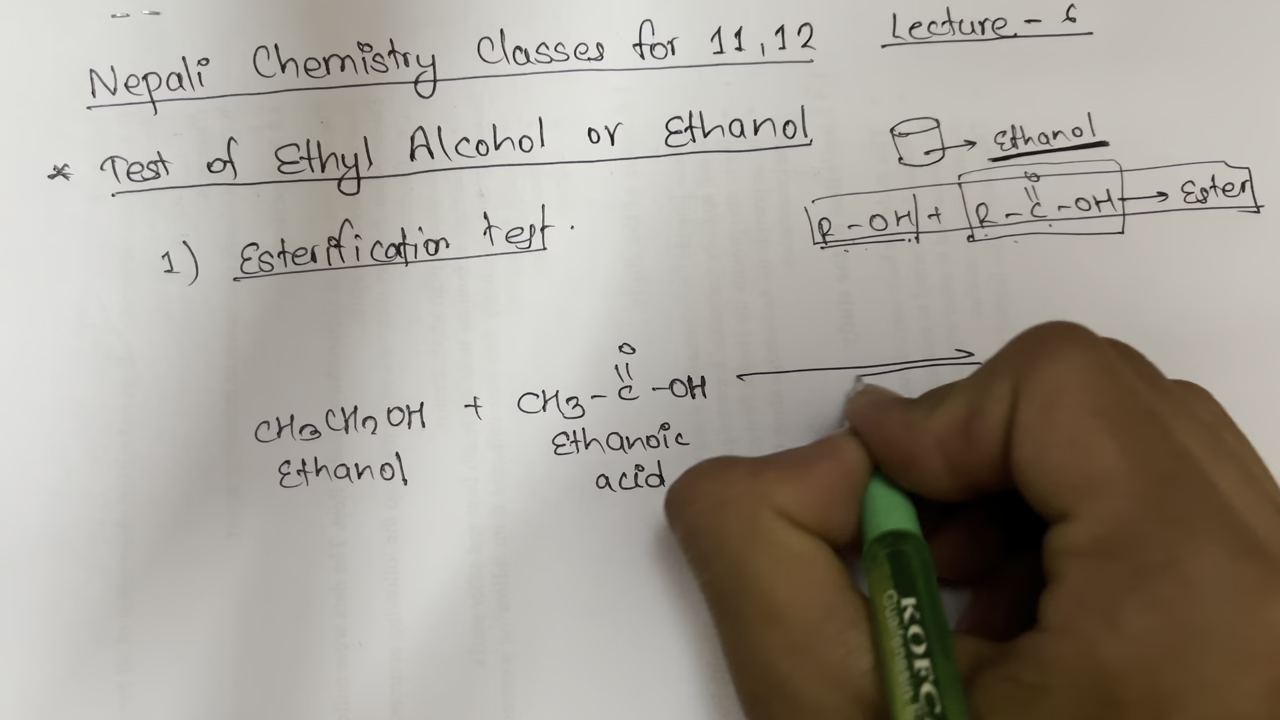 Nepali Chemistry Classes for 11,12
Lecture - 6
* Test of Ethyl Alcohol or Ethanol
→ Ethanol
R-OH + R-C-OH → Ester
O
1) Esterification test.
O
CH3CH2OH + CH3-C-OH
Ethanol
Ethanoic
acid
KOFC